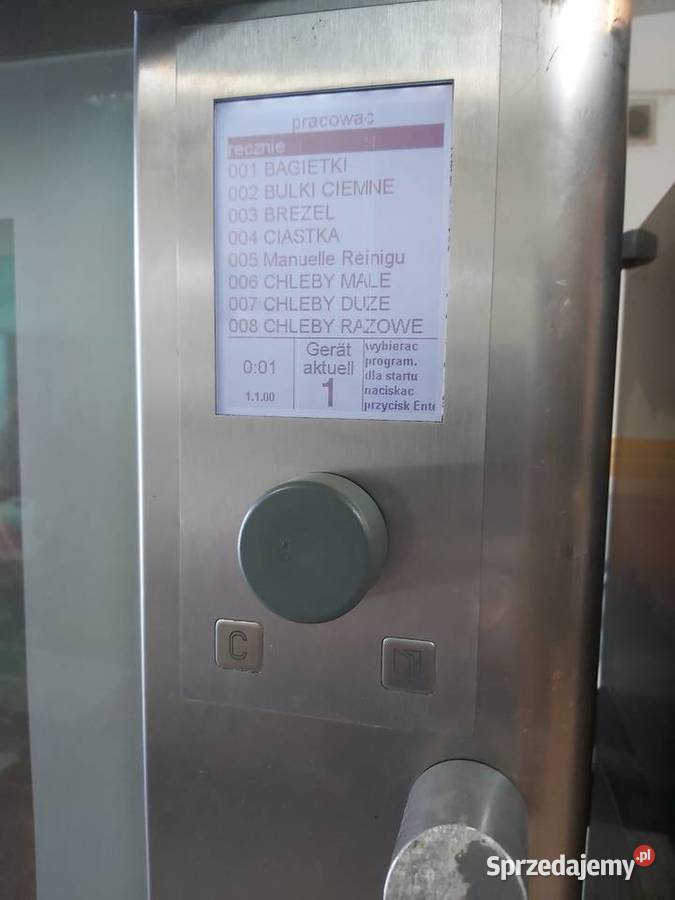 pracowac
recznie
001 BAGIETKI
002 BULKI CIEMNE
003 BREZEL
004 CIASTKA
005 Manuelle Reinigu
006 CHLEBY MALE
007 CHLEBY DUZE
008 CHLEBY RAZOWE
0:01
1.1.00
Gerät
aktuell
1
wybierac
program.
dla startu
naciskac
przycisk Ente
C
Sprzedajemy.pl